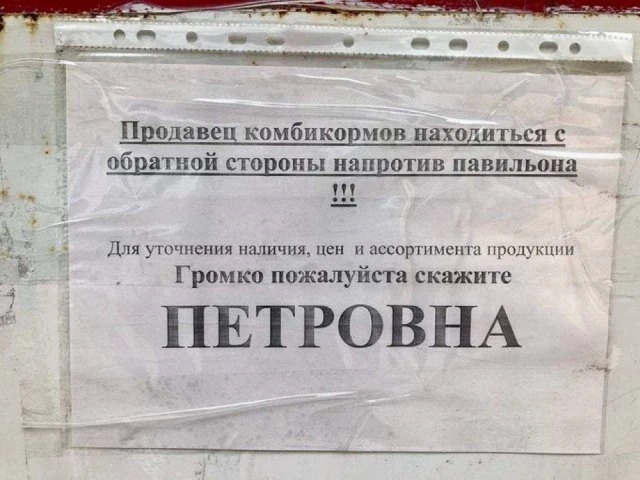 Продавец комбикормов находиться с
обратной стороны напротив павильона
!!!
Для уточнения наличия, цен и ассортимента продукции
Громко пожалуйста скажите
ПЕТРОВНА